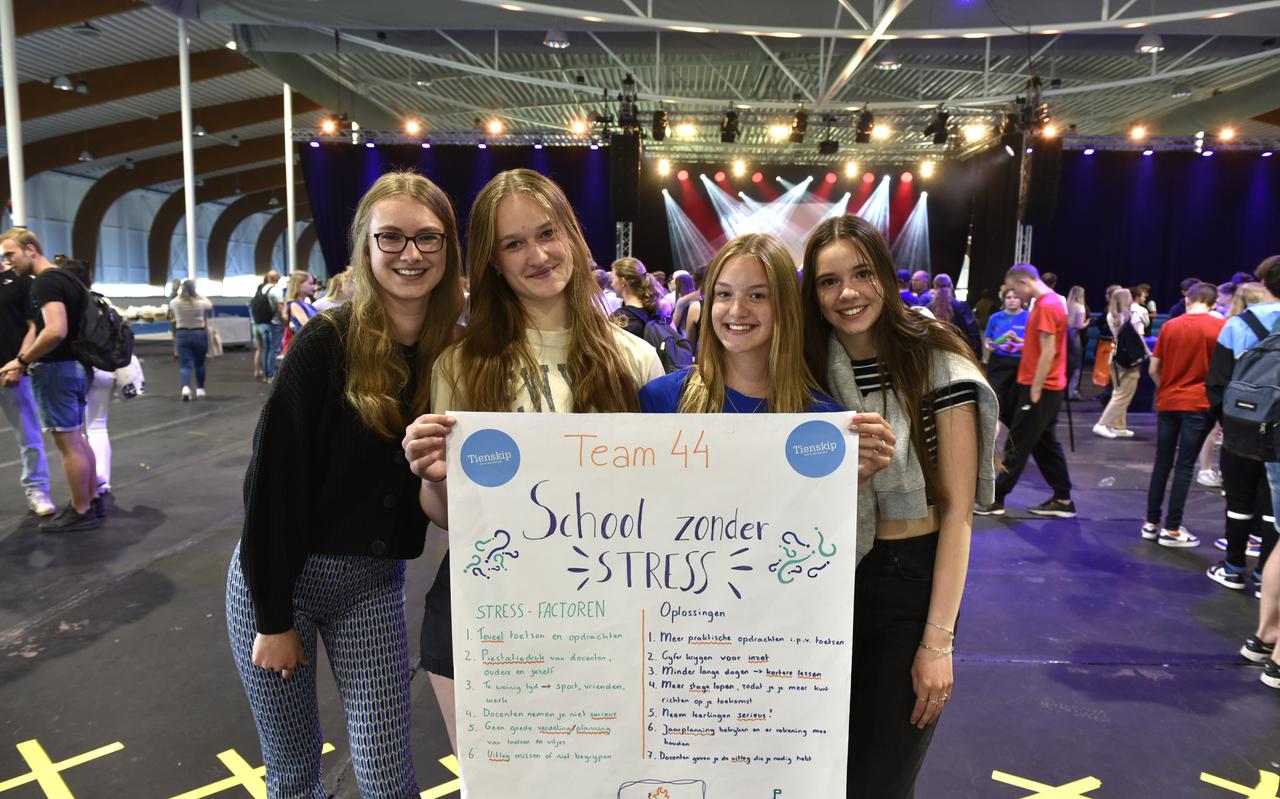 Tienskip
Team 44
Tienskip
School zonder
STRESS
STRESS-FACTOREN
1. Teveel toetsen en opdrachten
2. Prestatiedruk van docenten,
ouders en jezelf
3. Te weinig tijd → sport, vrienden,
werk
4. Docenten nemen je niet serieus
5. Geen goede verdeling/planning
van toetsen en uitjes
6. Uitleg missen of niet begrijpen
Oplossingen
1. Meer praktische opdrachten i.p.v. toetsen
2. Cyfer krygen voor inzet
3. Minder lange dagen → kortere lessen
4. Meer stage lopen, zodat je je meer kunt
richten op je toekomst
5. Neem leerlingen serieus!
6. Jaarplanning bekyken en er rekening mee
houden
7. Docenten geven je de uitleg die je nodig hebt